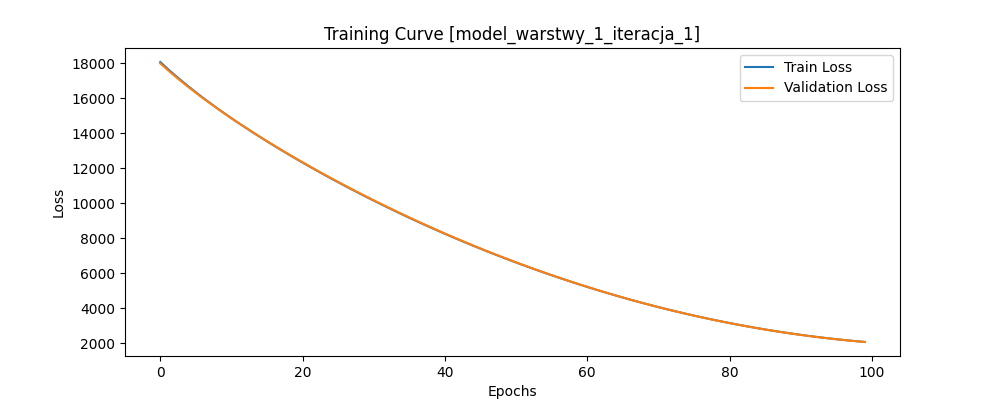 Training Curve [model_warstwy_1_iteracja_1]
18000
16000
14000
12000
10000
8000
6000
4000
2000
Loss
Train Loss
Validation Loss
0 20 40 60 80 100
Epochs